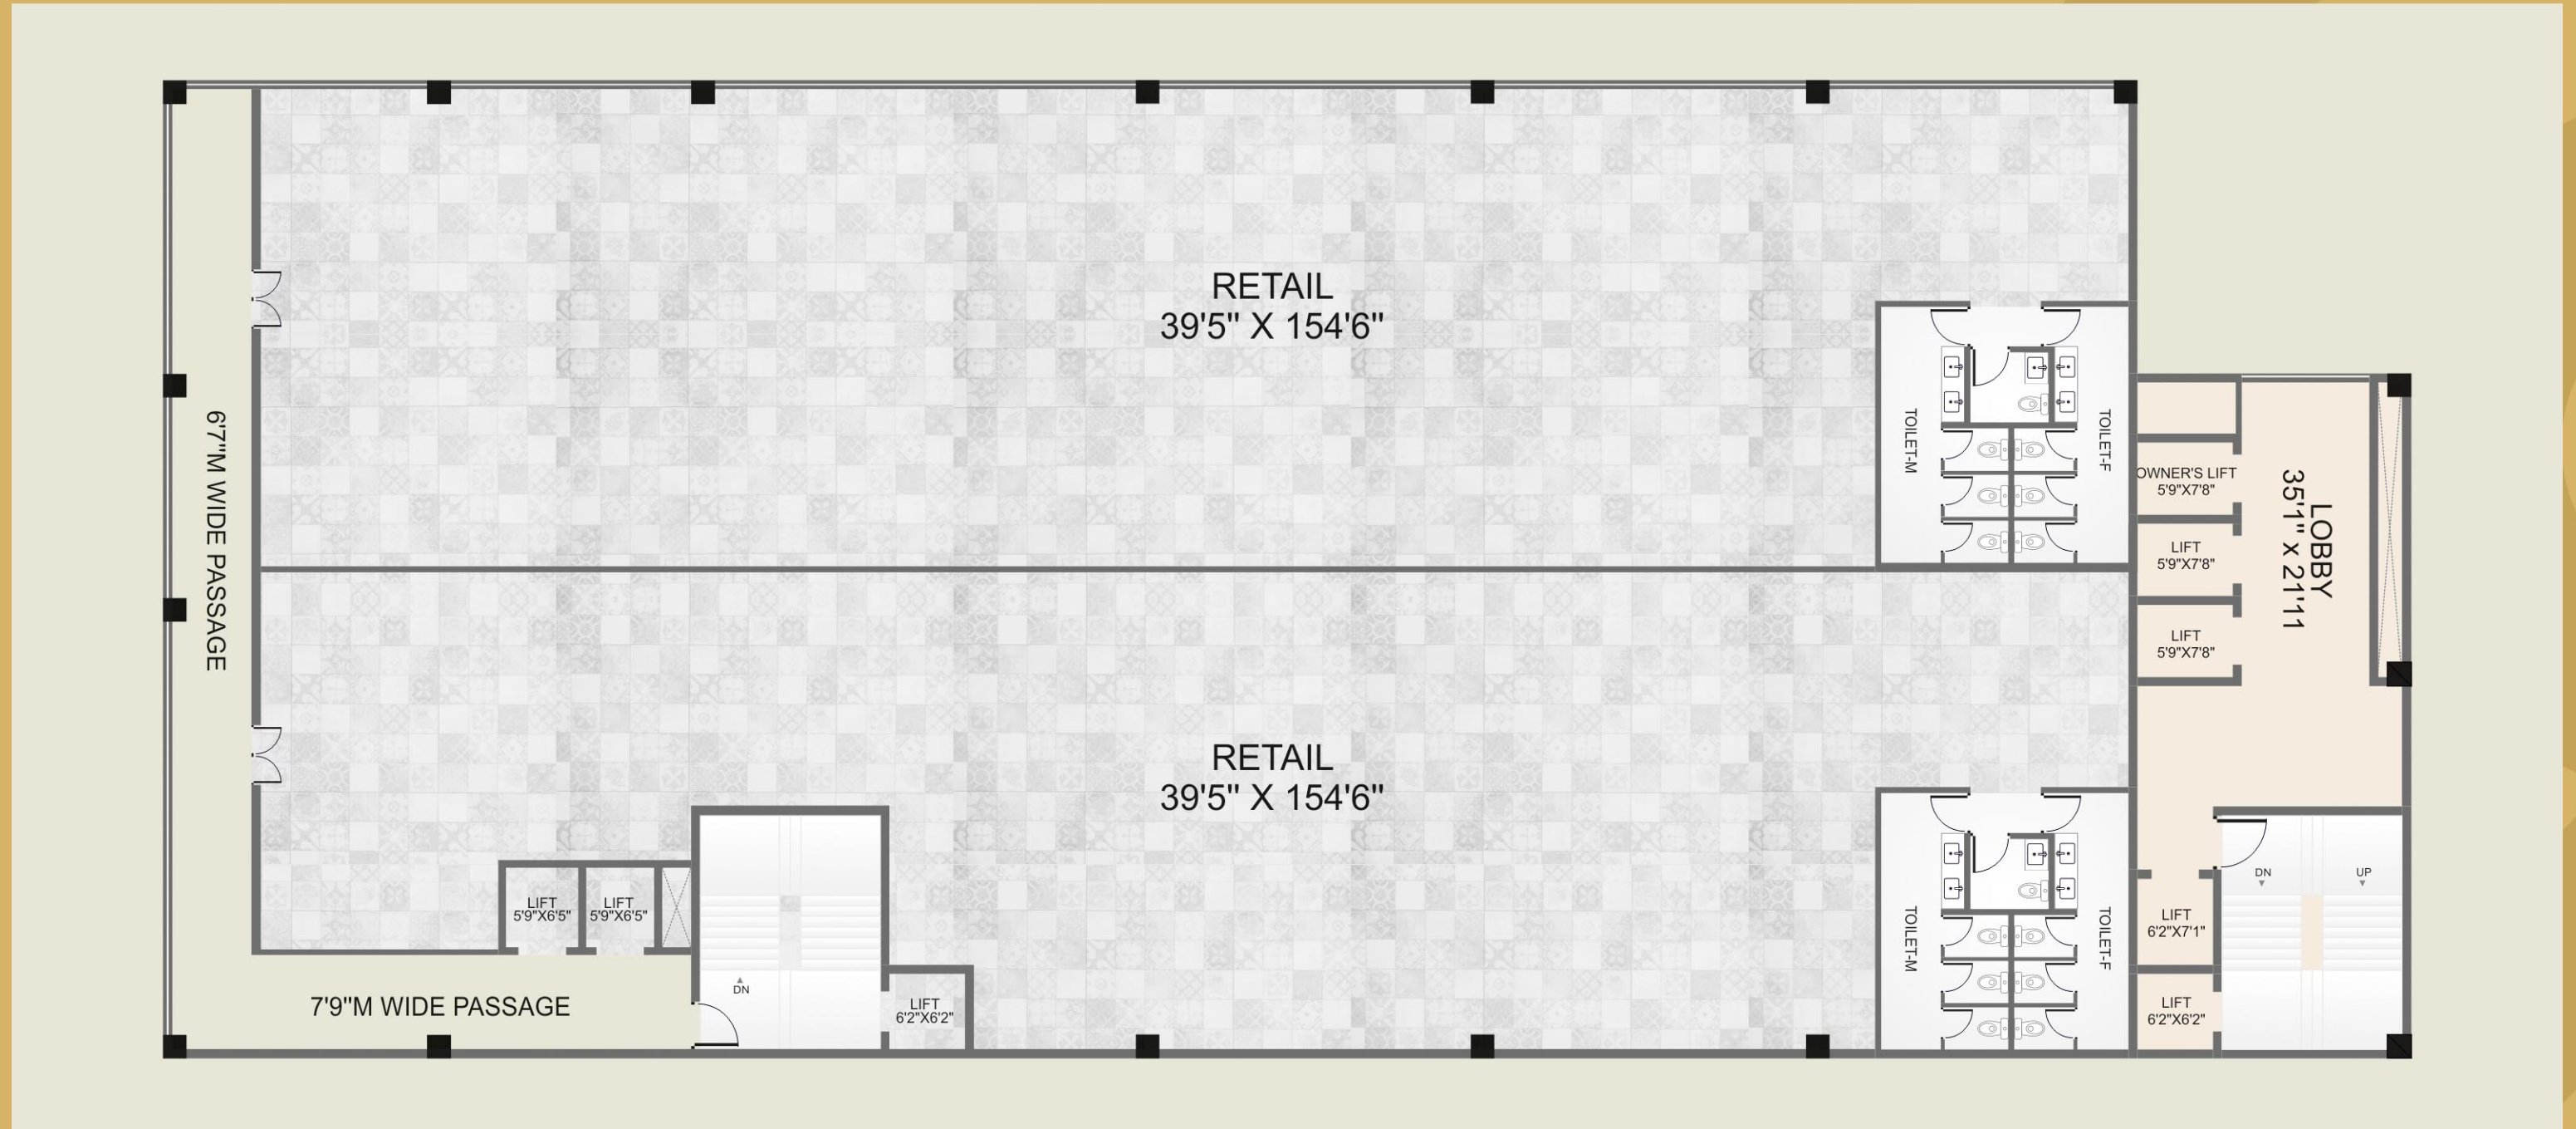 RETAIL
39'5" X 154'6"
6'7"M WIDE PASSAGE
TOILET-M
TOILET-F
OWNER'S LIFT
5'9"X7'8"
LIFT
5'9"X7'8"
LIFT
5'9"X7'8"
LOBBY
35'1" x 21'11
RETAIL
39'5" X 154'6"
LIFT
5'9"X6'5"
LIFT
5'9"X6'5"
DN
LIFT
6'2"X6'2"
7'9"M WIDE PASSAGE
TOILET-M
TOILET-F
DN
UP
LIFT
6'2"X7'1"
LIFT
6'2"X6'2"